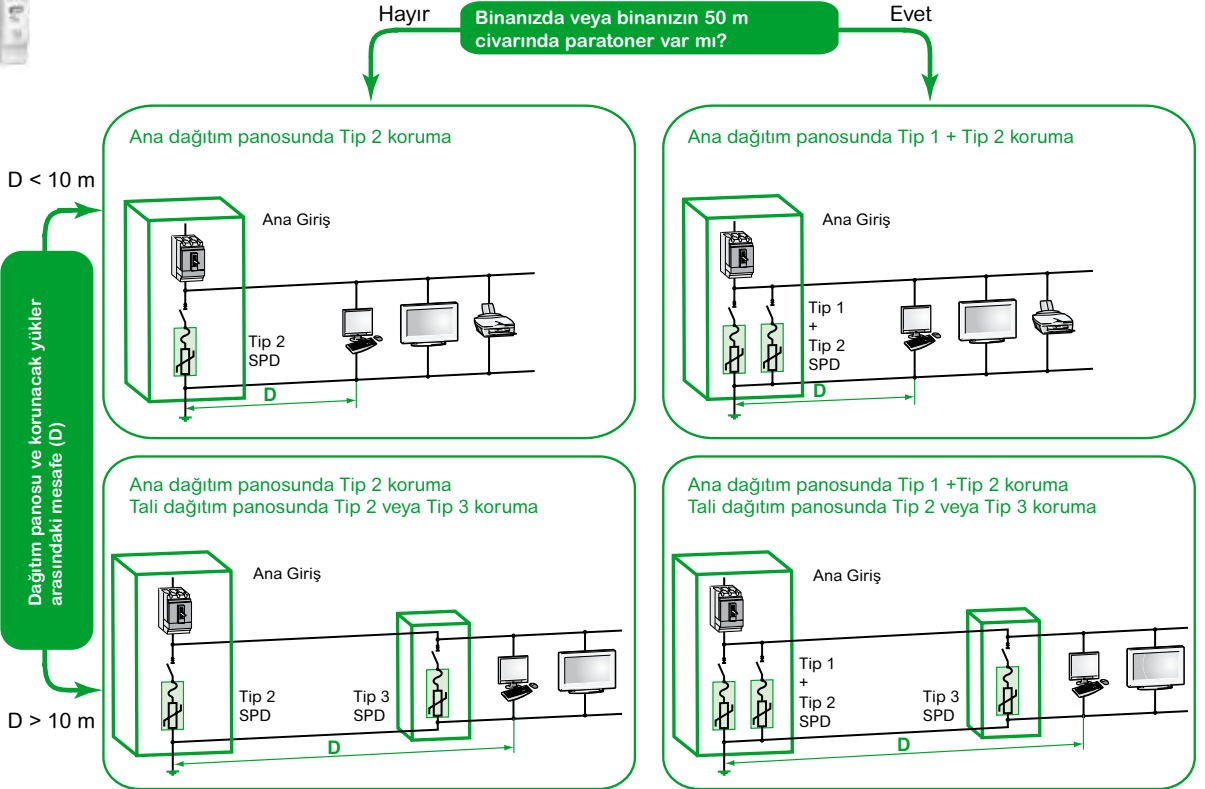 Hayır
Binanızda veya binanızın 50 m
civarında paratoner var mı?
Evet
D < 10 m
Dağıtım panosu ve korunacak yükler
arasındaki mesafe (D)
D > 10 m
Ana dağıtım panosunda Tip 2 koruma
Ana Giriş
Tip 2
SPD
D
Ana dağıtım panosunda Tip 1 + Tip 2 koruma
Ana Giriş
Tip 1
+
Tip 2
SPD
D
Ana dağıtım panosunda Tip 2 koruma
Tali dağıtım panosunda Tip 2 veya Tip 3 koruma
Ana Giriş
Tip 2
SPD
Tip 3
SPD
D
Ana dağıtım panosunda Tip 1 +Tip 2 koruma
Tali dağıtım panosunda Tip 2 veya Tip 3 koruma
Ana Giriş
Tip 1
+
Tip 2
SPD
Tip 3
SPD
D